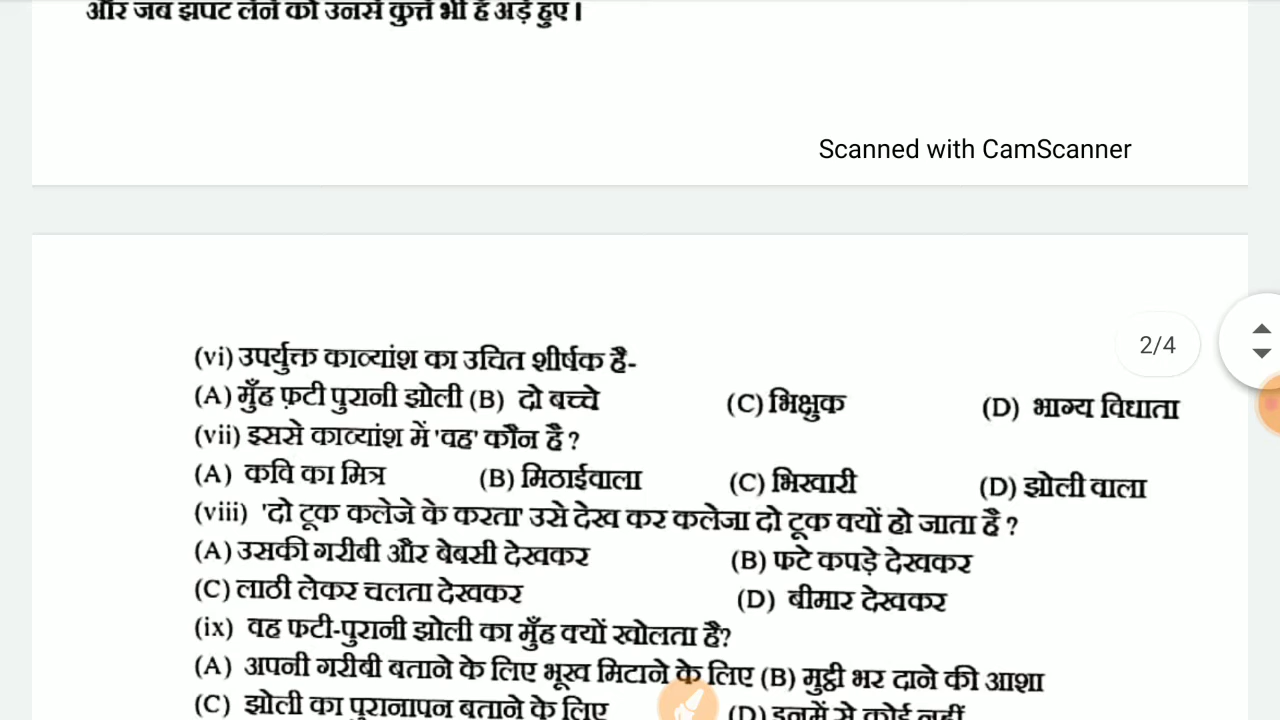 और जब झपट लेने को उनसे कुत्ते भी हैं अड़े हुए।
Scanned with CamScanner
2/4
(vi) उपर्युक्त काव्यांश का उचित शीर्षक है-
(A) मुँह फ़टी पुरानी झोली (B) दो बच्चे (C) भिक्षुक (D) भाग्य विधाता
(vii) इससे काव्यांश में 'वह' कौन है?
(A) कवि का मित्र (B) मिठाईवाला (C) भिखारी (D) झोली वाला
(viii) 'दो टूक कलेजे के करता' उसे देख कर कलेजा दो टूक क्यों हो जाता है?
(A) उसकी गरीबी और बेबसी देखकर (B) फटे कपड़े देखकर
(C) लाठी लेकर चलता देखकर (D) बीमार देखकर
(ix) वह फटी-पुरानी झोली का मुँह क्यों खोलता है?
(A) अपनी गरीबी बताने के लिए भूख मिटाने के लिए (B) मुट्ठी भर दाने की आशा
(C) झोली का पुरानापन बताने के लिए (D) इनमें से कोई नहीं